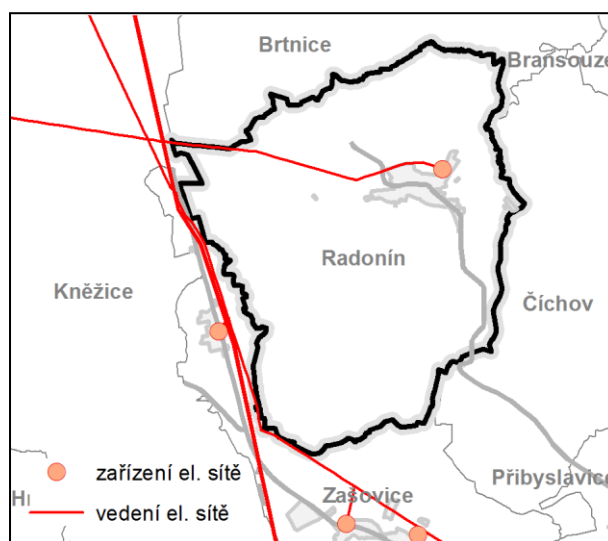 Brtnice
Bransouze
Radonín
Kněžice
Číchov
zařízení el. sítě
Přibyslavice
Zašovice
vedení el. sítě